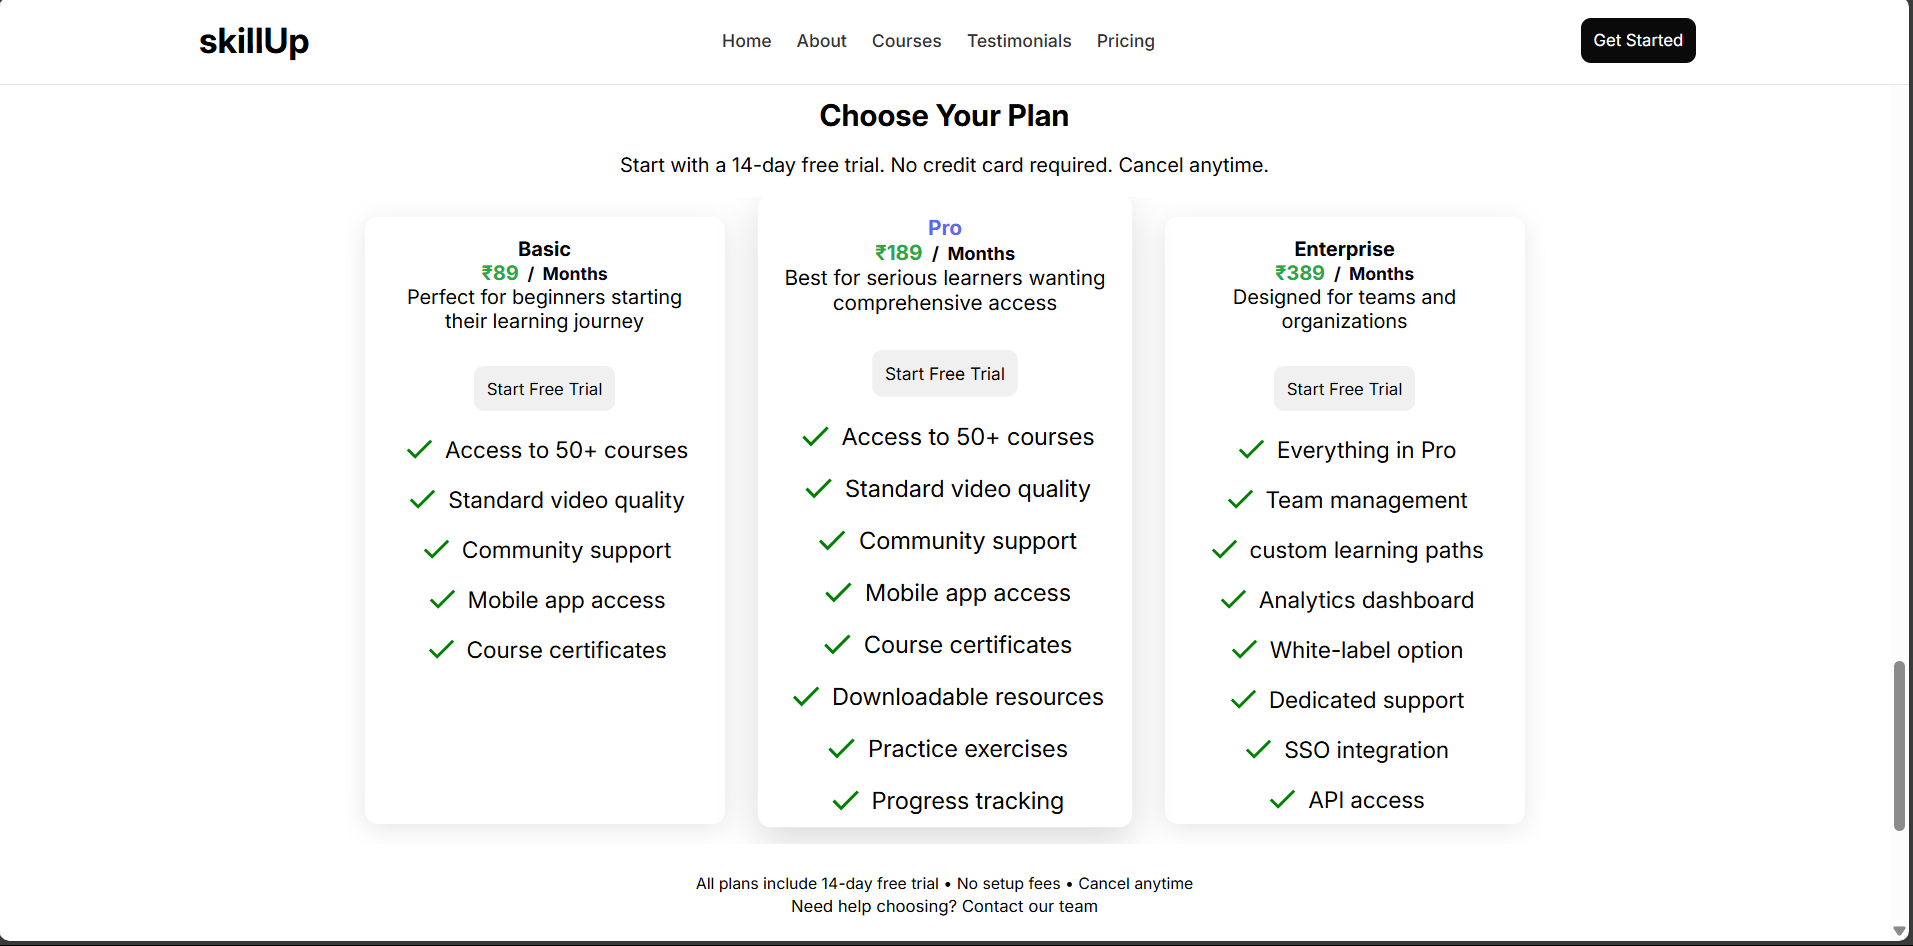 skillUp
Home
About
Courses
Testimonials
Pricing
Get Started
Choose Your Plan
Start with a 14-day free trial. No credit card required. Cancel anytime.
Basic
₹89 / Months
Perfect for beginners starting
their learning journey
Start Free Trial
Access to 50+ courses
Standard video quality
Community support
Mobile app access
Course certificates
Pro
₹189 / Months
Best for serious learners wanting
comprehensive access
Start Free Trial
Access to 50+ courses
Standard video quality
Community support
Mobile app access
Course certificates
Downloadable resources
Practice exercises
Progress tracking
Enterprise
₹389 / Months
Designed for teams and
organizations
Start Free Trial
Everything in Pro
Team management
custom learning paths
Analytics dashboard
White-label option
Dedicated support
SSO integration
API access
All plans include 14-day free trial • No setup fees • Cancel anytime
Need help choosing? Contact our team